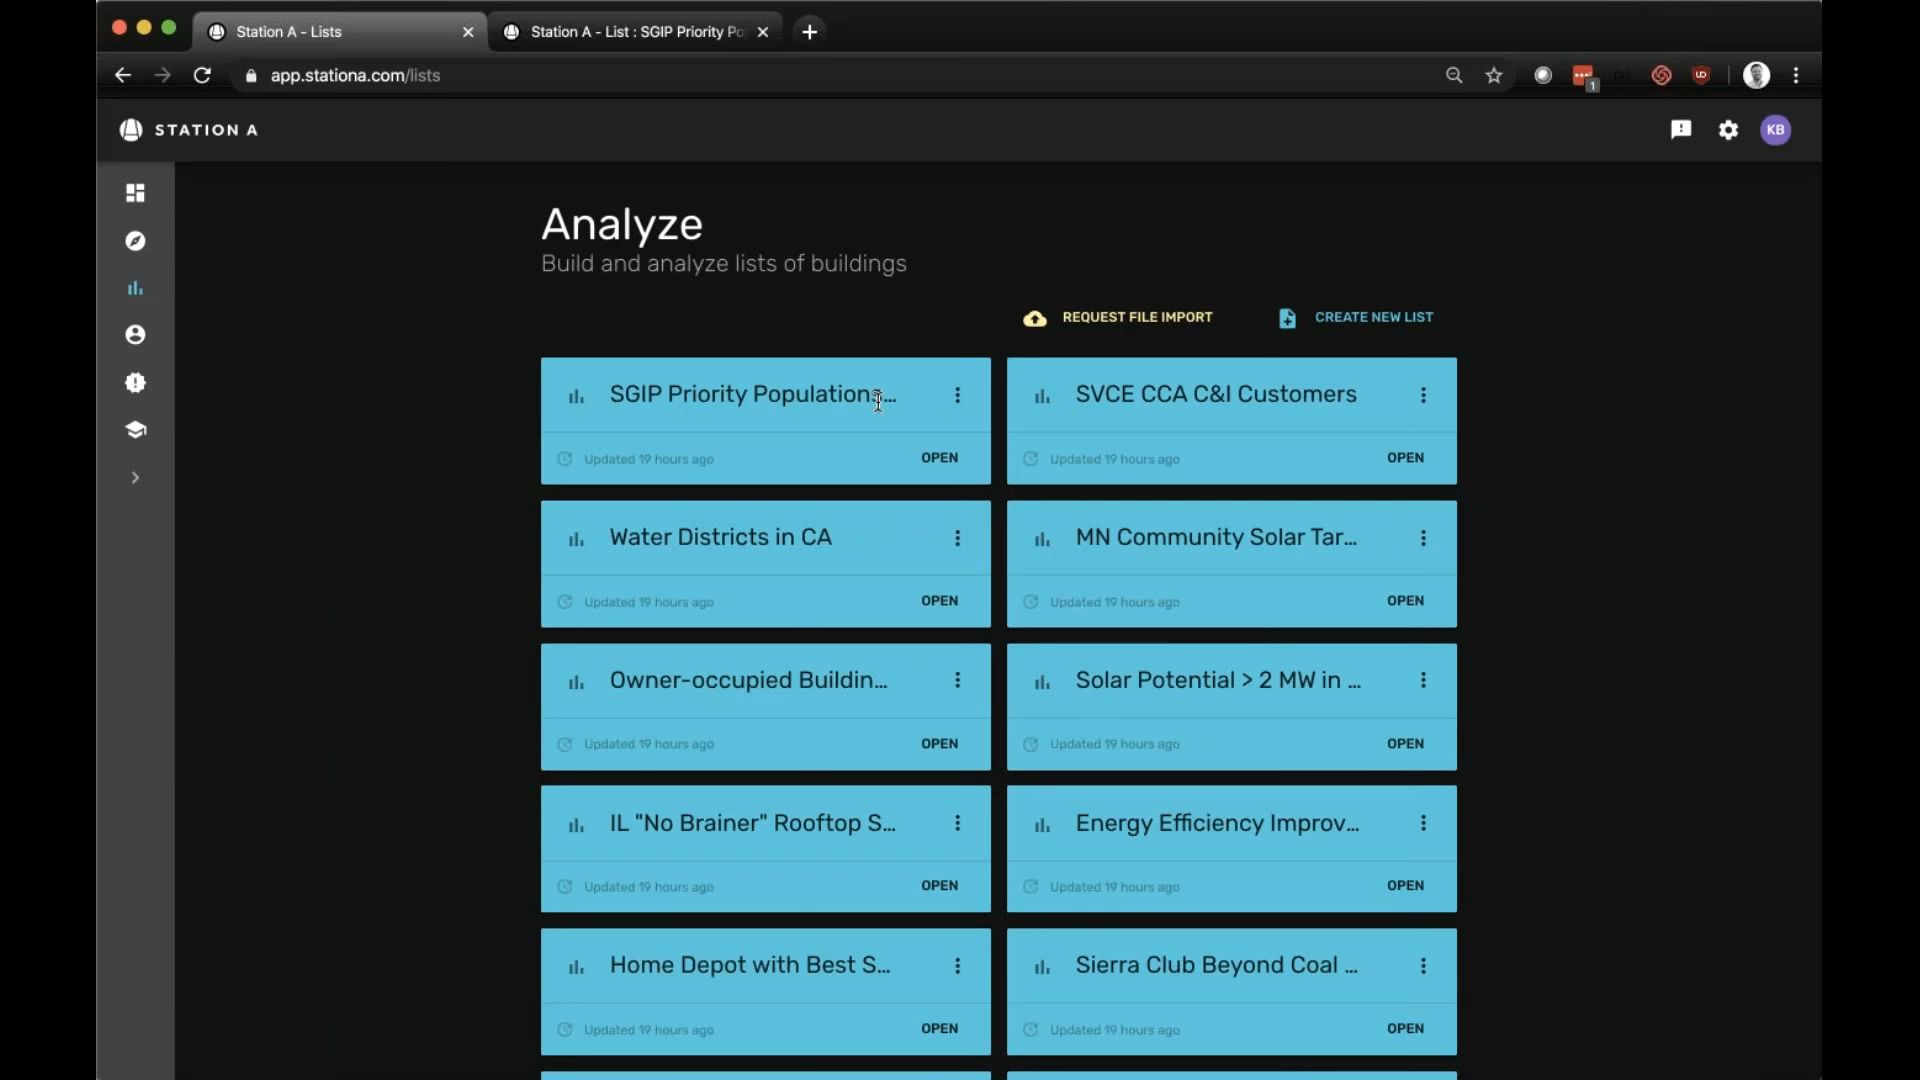 Station A - Lists
Station A - List : SGIP Priority Po
app.stationa.com/lists
1
STATION A
KB
Analyze
Build and analyze lists of buildings
REQUEST FILE IMPORT
CREATE NEW LIST
SGIP Priority Populations...
SVCE CCA C&I Customers
Updated 19 hours ago
OPEN
Updated 19 hours ago
OPEN
Water Districts in CA
MN Community Solar Tar...
Updated 19 hours ago
OPEN
Updated 19 hours ago
OPEN
Owner-occupied Buildin...
Solar Potential > 2 MW in ...
Updated 19 hours ago
OPEN
Updated 19 hours ago
OPEN
IL "No Brainer" Rooftop S...
Energy Efficiency Improv...
Updated 19 hours ago
OPEN
Updated 19 hours ago
OPEN
Home Depot with Best S...
Sierra Club Beyond Coal ...
Updated 19 hours ago
OPEN
Updated 19 hours ago
OPEN